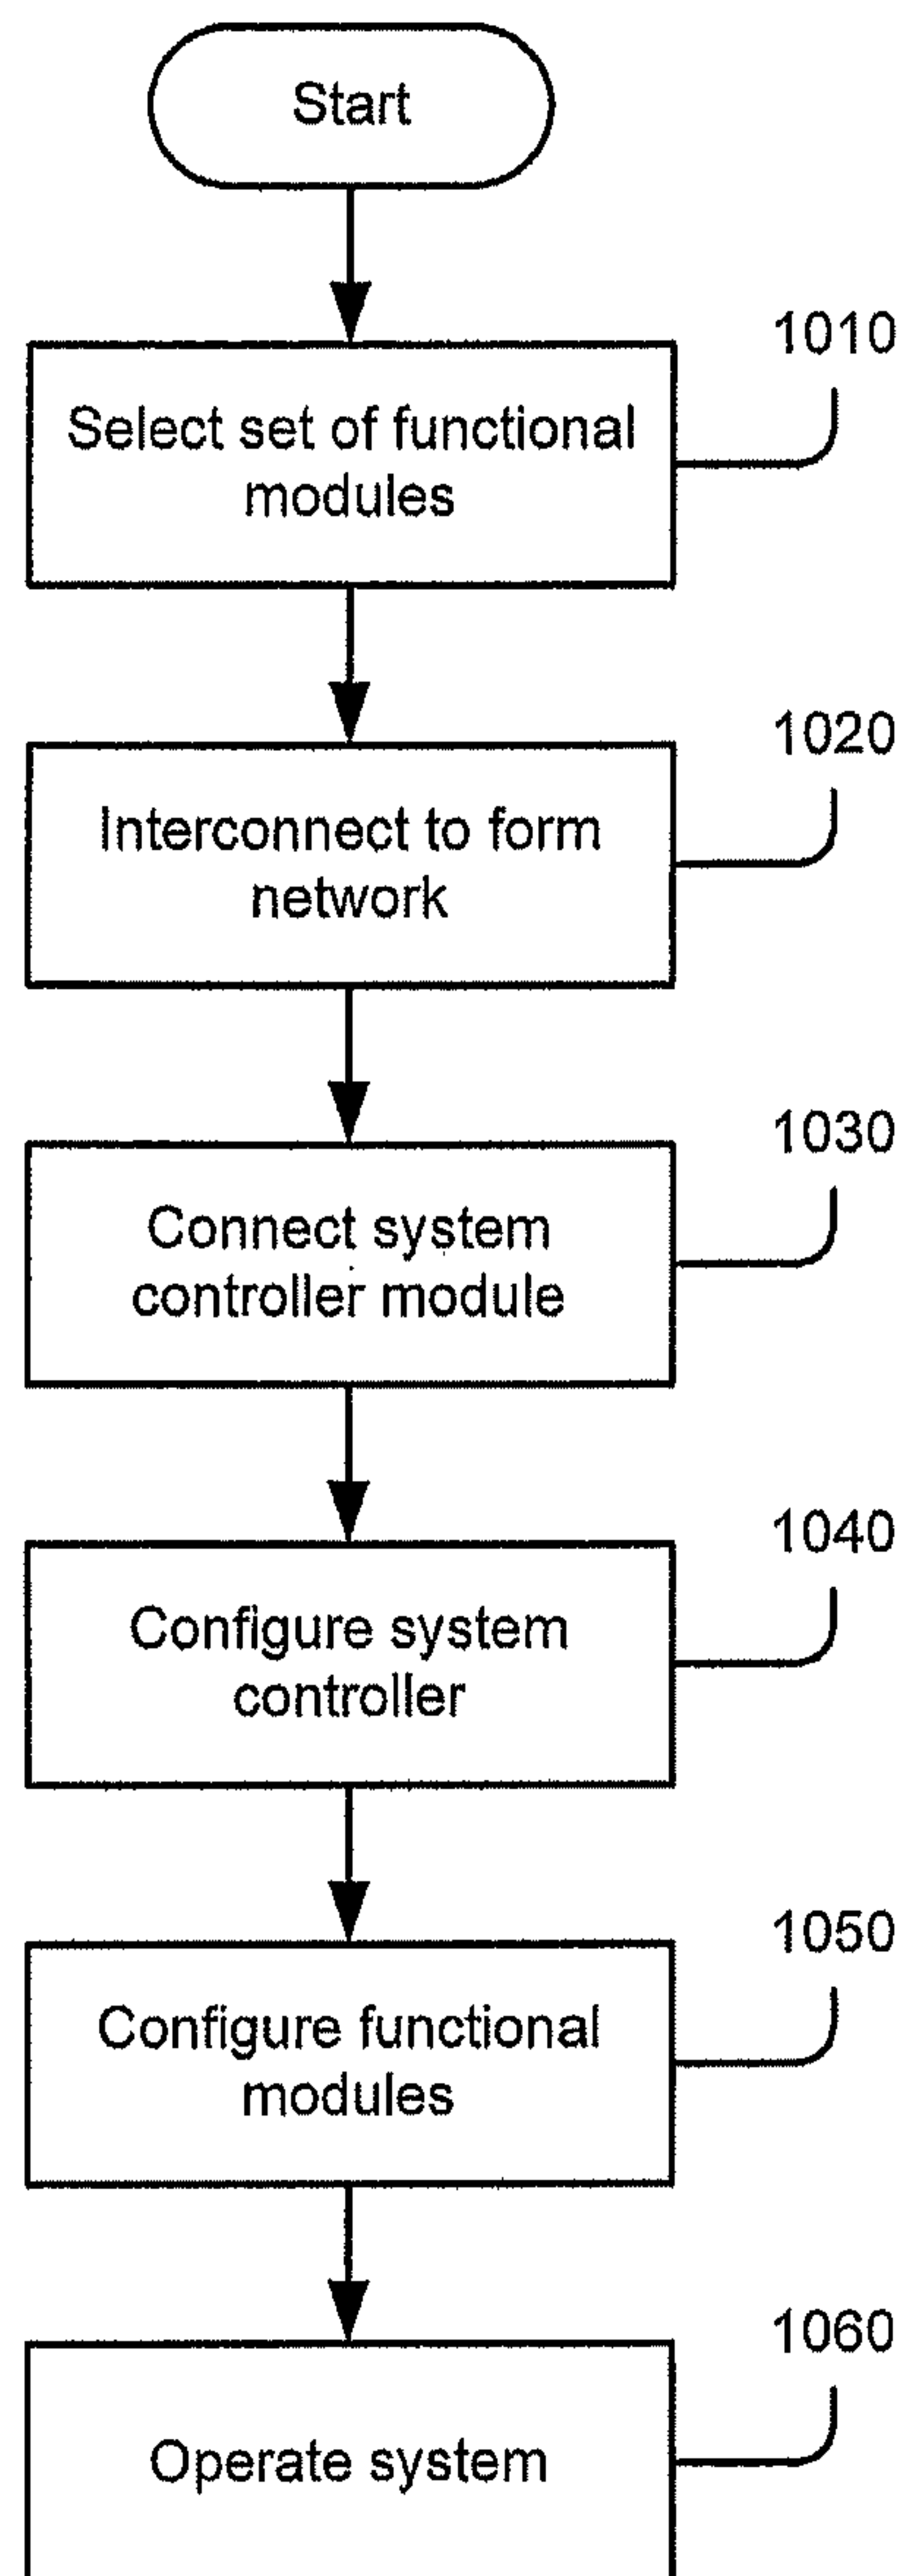 Start
1010
Select set of functional
modules
1020
Interconnect to form
network
1030
Connect system
controller module
1040
Configure system
controller
1050
Configure functional
modules
1060
Operate system